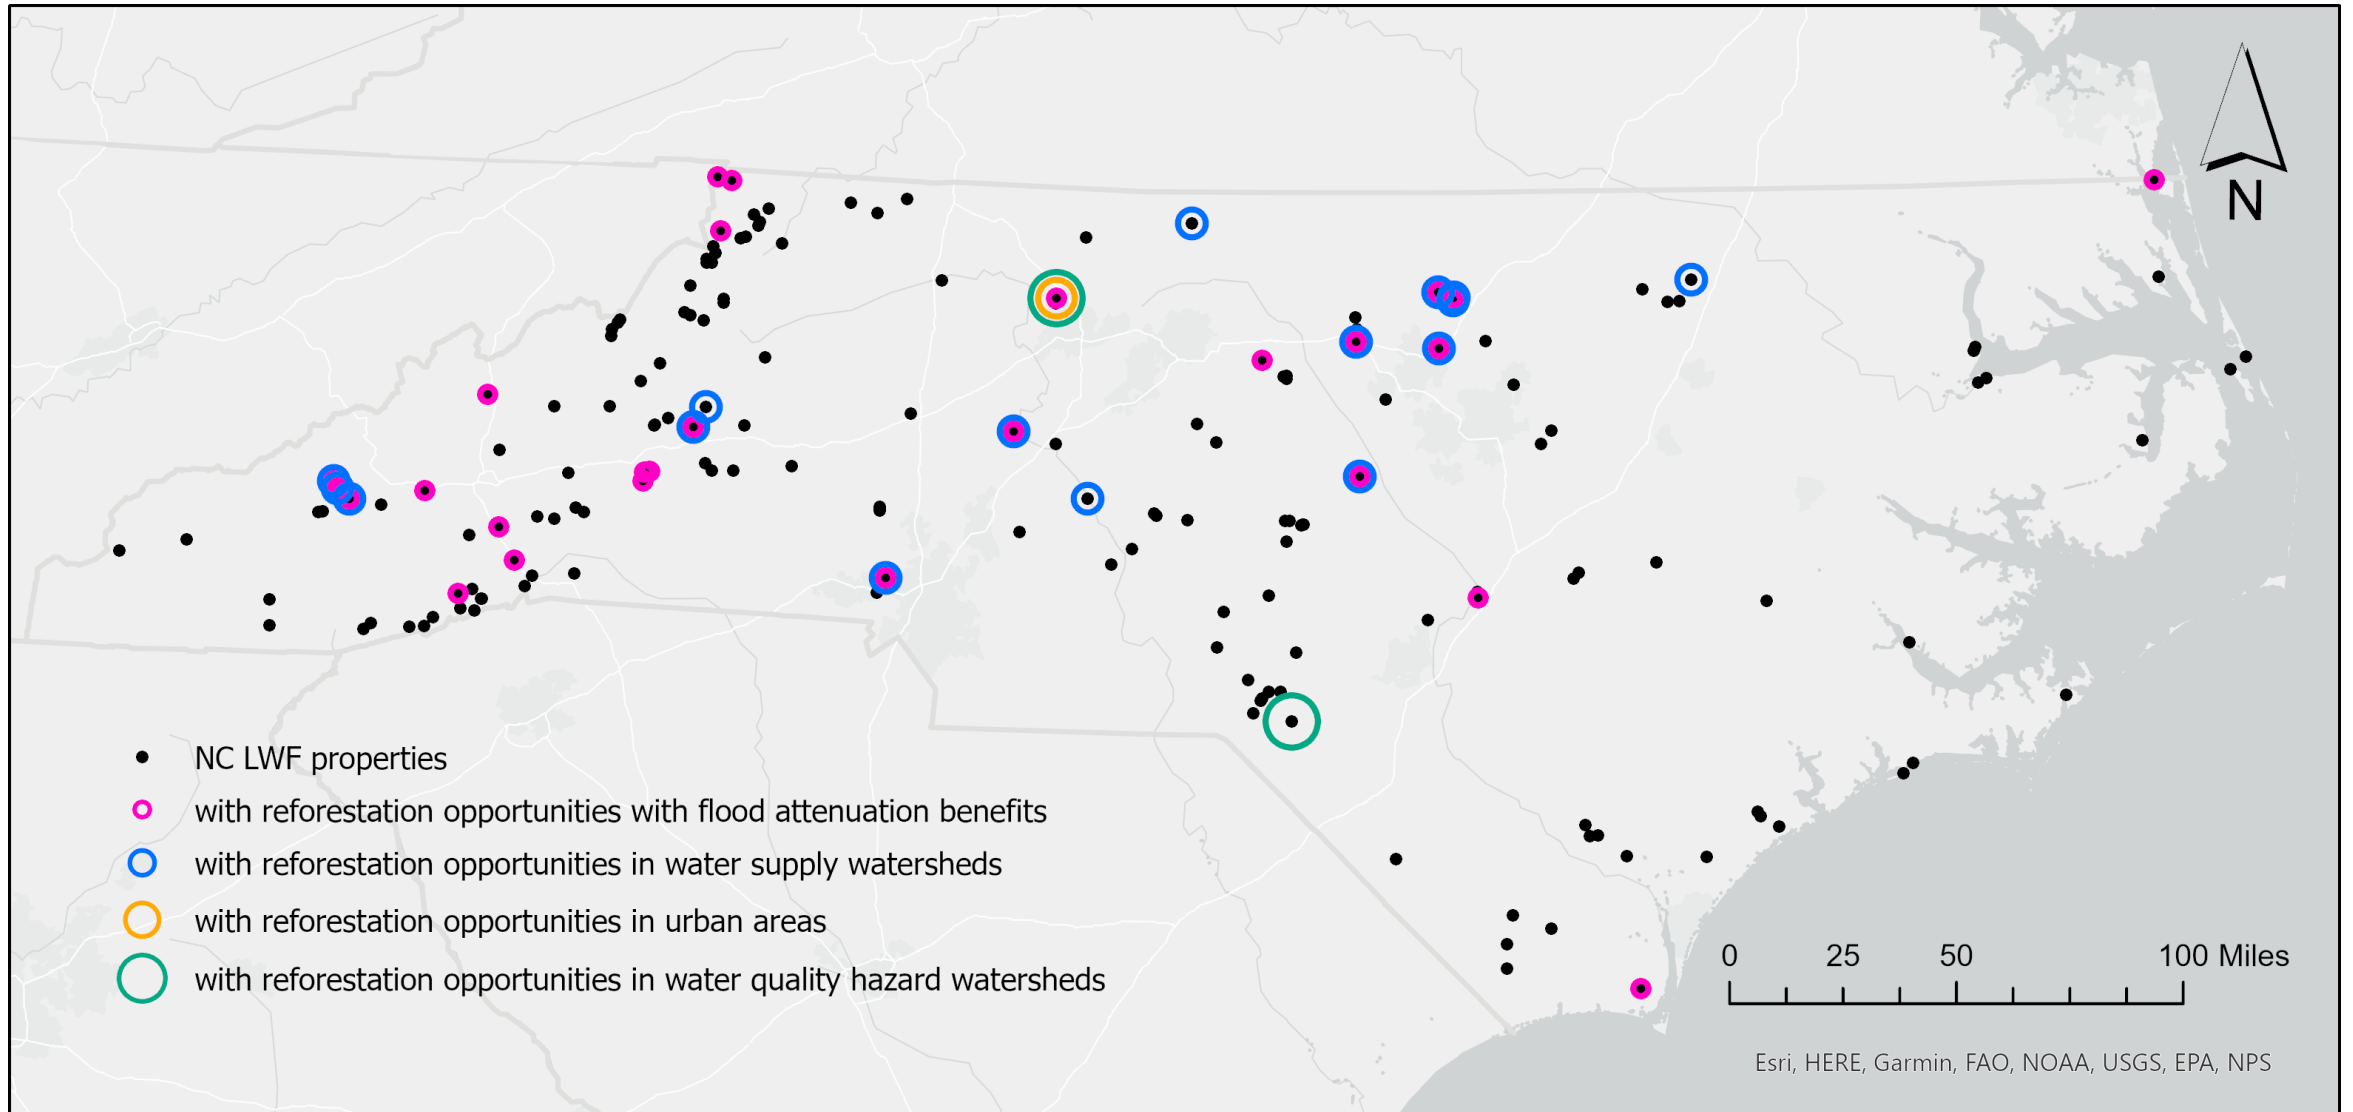 N
NC LWF properties
with reforestation opportunities with flood attenuation benefits
with reforestation opportunities in water supply watersheds
with reforestation opportunities in urban areas
with reforestation opportunities in water quality hazard watersheds
0 25 50 100 Miles
Esri, HERE, Garmin, FAO, NOAA, USGS, EPA, NPS